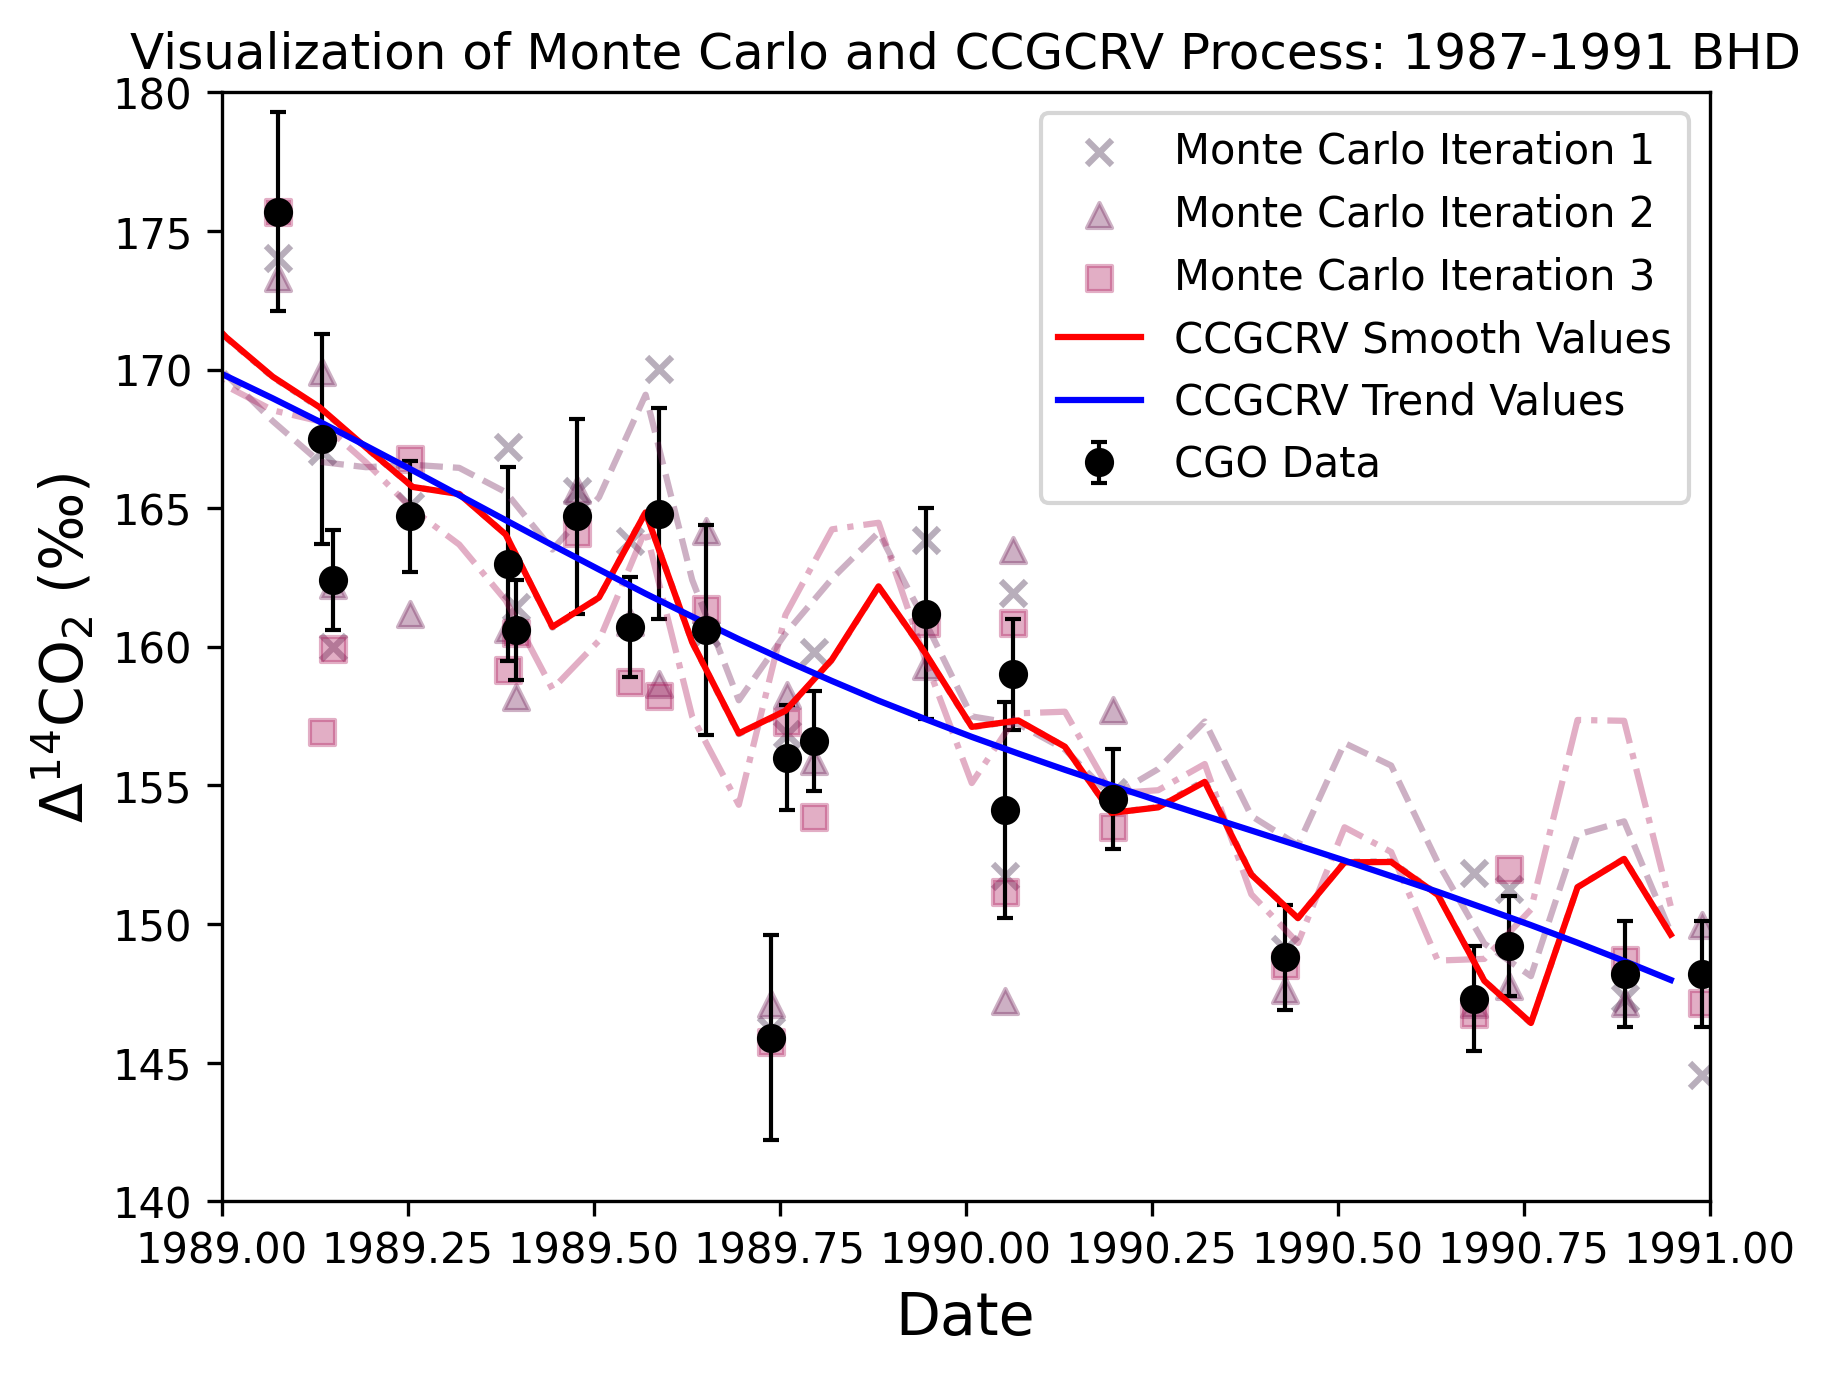 Visualization of Monte Carlo and CCGCRV Process: 1987-1991 BHD
180
175
170
165
160
155
150
145
140
Δ¹⁴CO₂ (‰)
Monte Carlo Iteration 1
Monte Carlo Iteration 2
Monte Carlo Iteration 3
CCGCRV Smooth Values
CCGCRV Trend Values
CGO Data
1989.00 1989.25 1989.50 1989.75 1990.00 1990.25 1990.50 1990.75 1991.00
Date